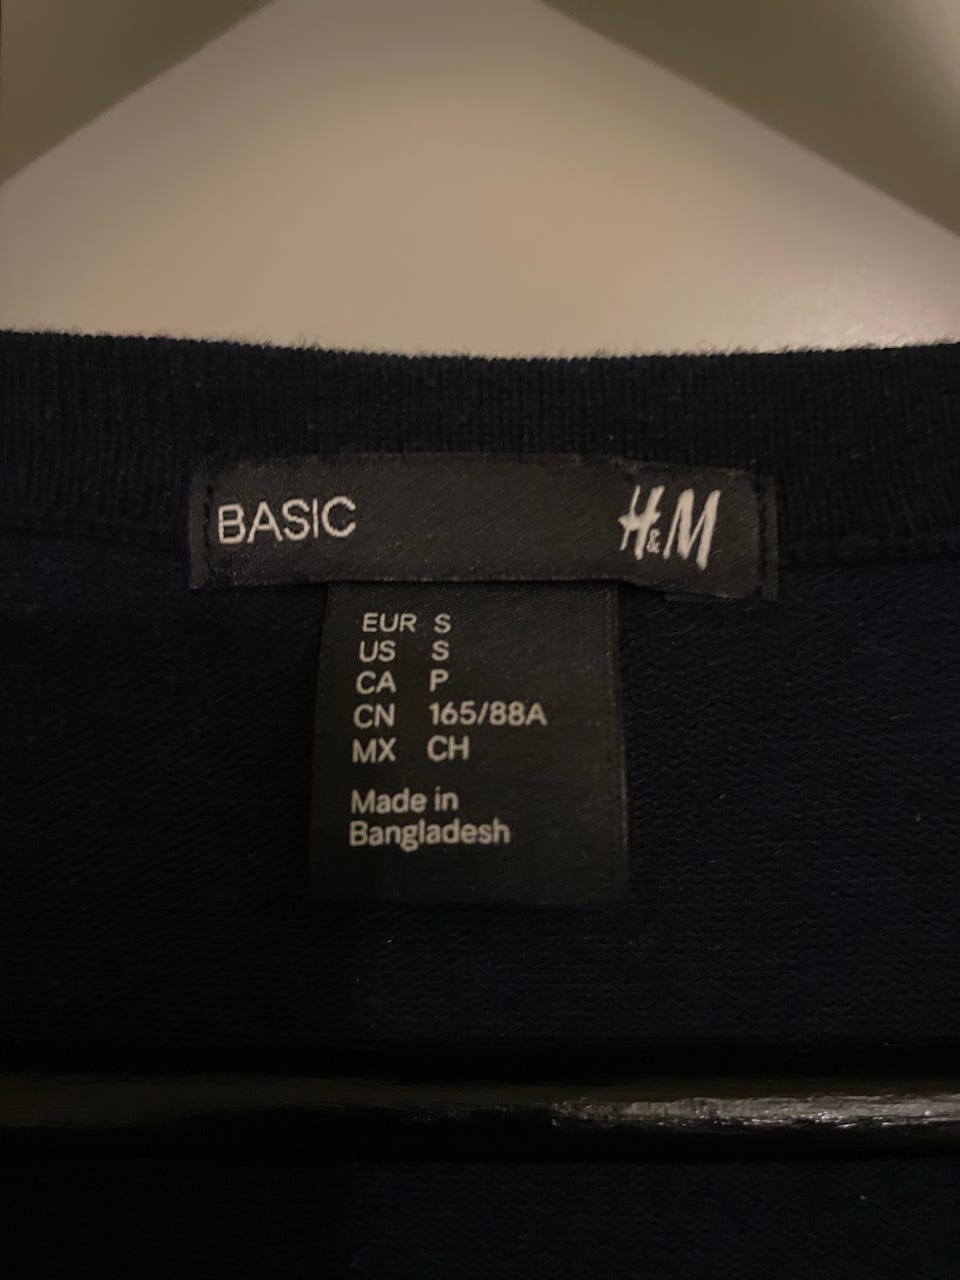 BASIC H&M
EUR S
US S
CA P
CN 165/88A
MX CH
Made in
Bangladesh